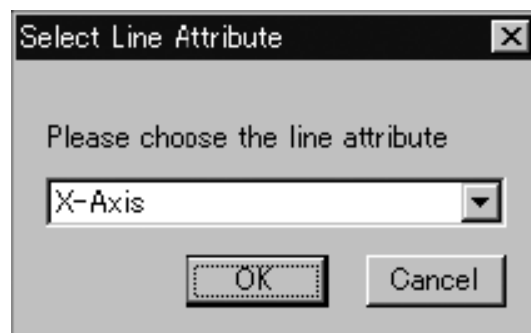 Select Line Attribute
Please choose the line attribute
X-Axis
OK Cancel